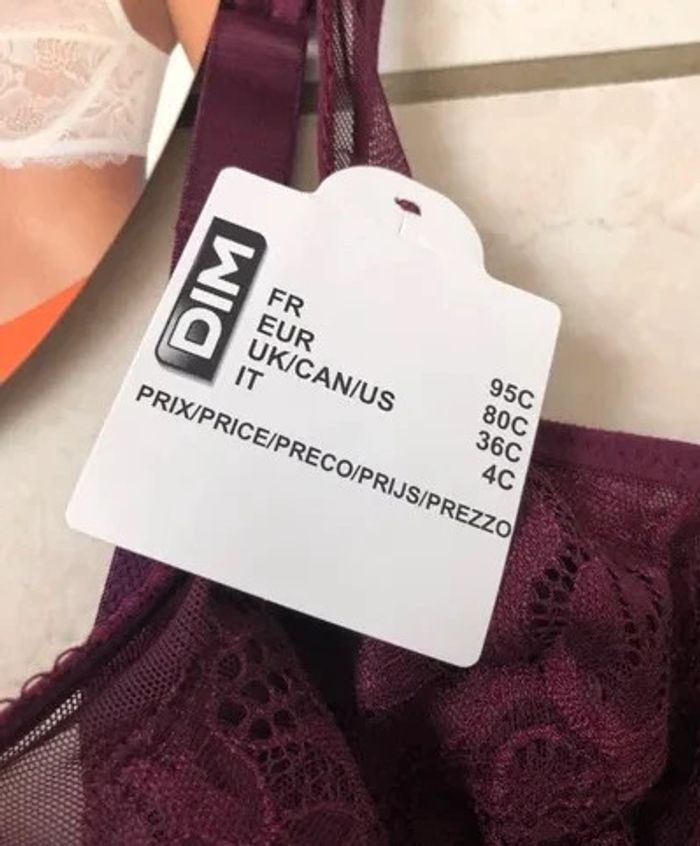 DIM
FR 95C
EUR 80C
UK/CAN/US 36C
IT 4C
PRIX/PRICE/PRECO/PRIJS/PREZZO